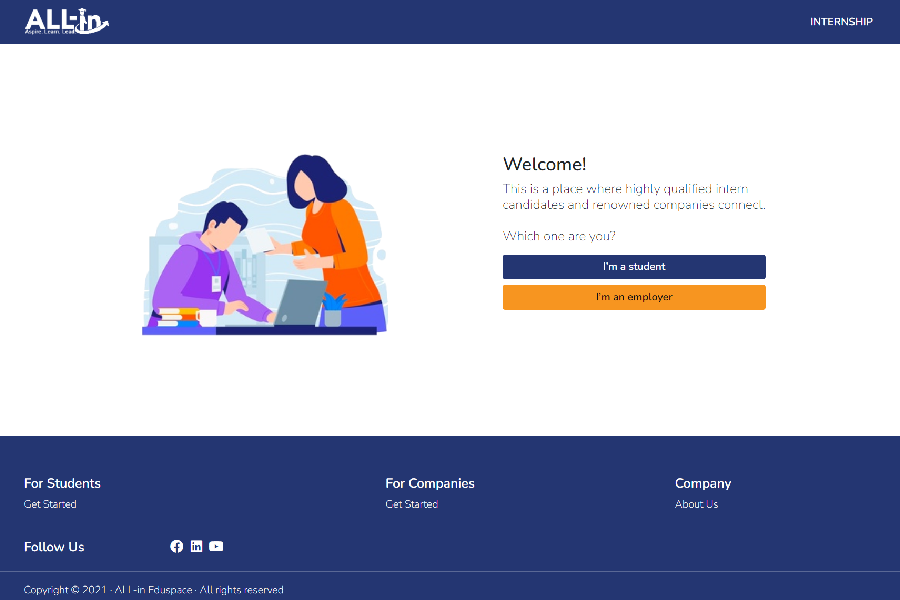 ALL-in
Aspire. Learn. Lead
INTERNSHIP
Welcome!
This is a place where highly qualified intern
candidates and renowned companies connect.
Which one are you?
I'm a student
I'm an employer
For Students
Get Started
For Companies
Get Started
Company
About Us
Follow Us
Copyright © 2021 · ALL-in Eduspace · All rights reserved